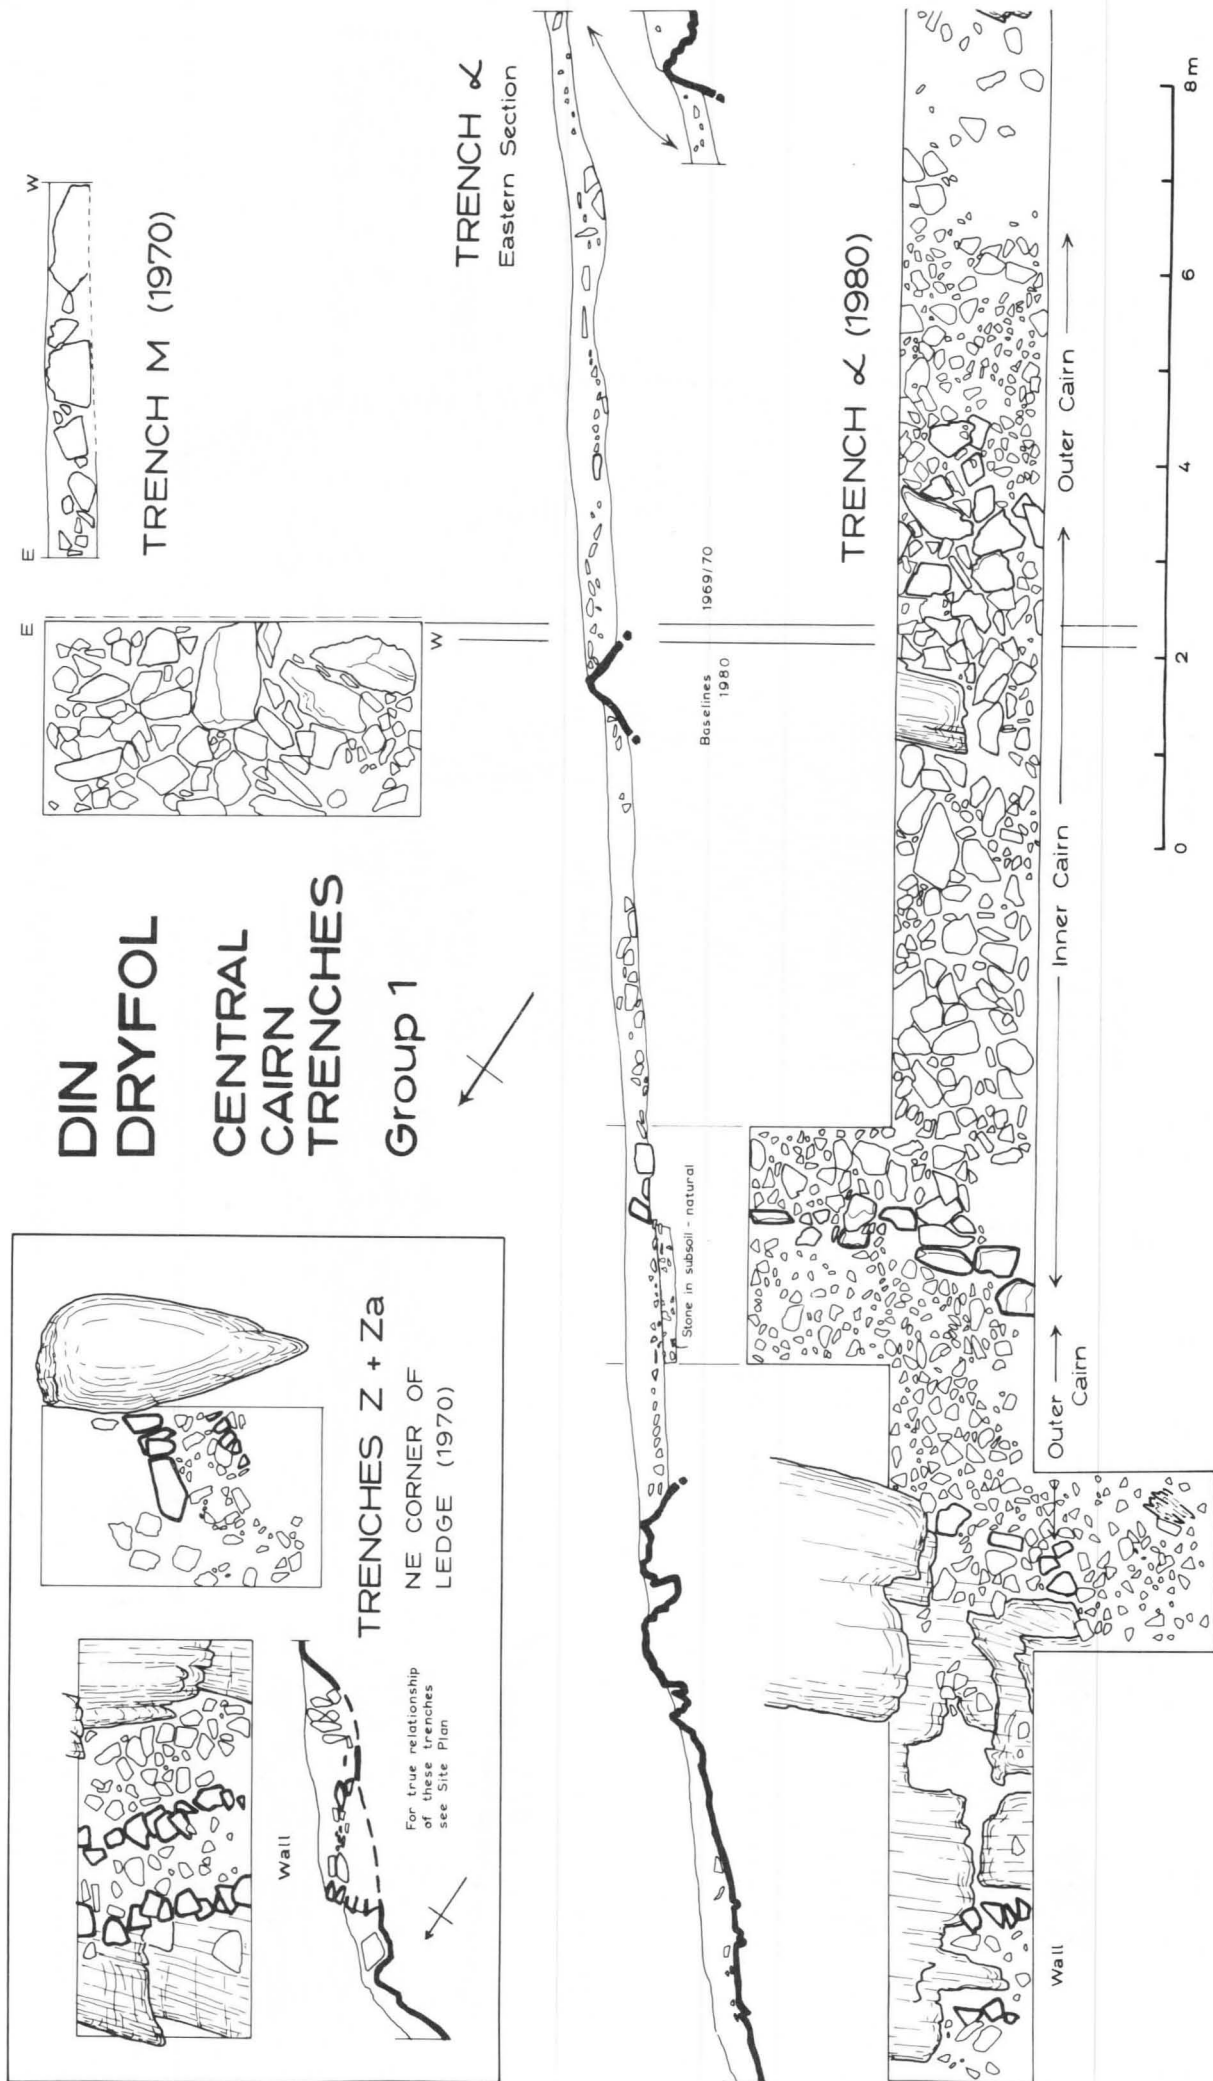 DIN
DRYFOL
CENTRAL
CAIRN
TRENCHES
Group 1
TRENCHES Z + Za
NE CORNER OF
LEDGE (1970)
For true relationship
of these trenches
see Site Plan
Wall
E
W
E
W
TRENCH M (1970)
TRENCH ∝
Eastern Section
Stone in subsoil - natural
Baselines
1980
1969/70
TRENCH ∝ (1980)
Wall
Outer
Cairn
Inner Cairn
Outer Cairn
0
2
4
6
8m